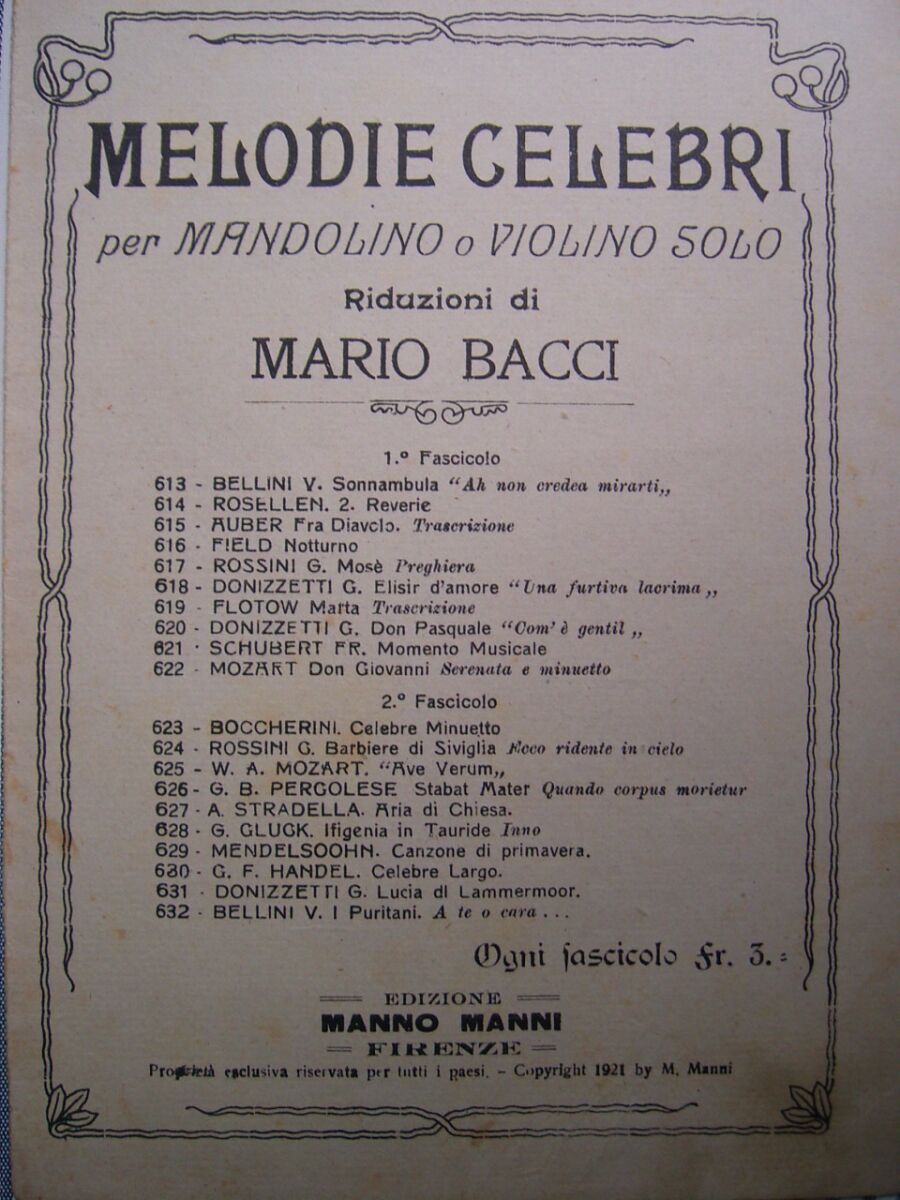 MELODIE CELEBRI
per MANDOLINO o VIOLINO SOLO
Riduzioni di
MARIO BACCI
1.º Fascicolo
613 - BELLINI V. Sonnambula “Ah non credea mirarti„
614 - ROSELLEN. 2. Reverie
615 - AUBER Fra Diavclo. Trascrizione
616 - FIELD Notturno
617 - ROSSINI G. Mosè Preghiera
618 - DONIZZETTI G. Elisir d'amore “Una furtiva lacrima„
619 - FLOTOW Marta Trascrizione
620 - DONIZZETTI G. Don Pasquale “Com' è gentil„
621 - SCHUBERT FR. Momento Musicale
622 - MOZART Don Giovanni Serenata e minuetto
2.º Fascicolo
623 - BOCCHERINI. Celebre Minuetto
624 - ROSSINI G. Barbiere di Siviglia Ecco ridente in cielo
625 - W. A. MOZART. “Ave Verum„
626 - G. B. PERGOLESE Stabat Mater Quando corpus morietur
627 - A. STRADELLA. Aria di Chiesa.
628 - G. GLUCK. Ifigenia in Tauride Inno
629 - MENDELSOOHN. Canzone di primavera.
630 - G. F. HANDEL. Celebre Largo.
631 - DONIZZETTI G. Lucia di Lammermoor.
632 - BELLINI V. I Puritani. A te o cara . . .
Ogni fascicolo Fr. 3.=
EDIZIONE
MANNO MANNI
FIRENZE
Proprietà esclusiva riservata per tutti i paesi. - Copyright 1921 by M. Manni